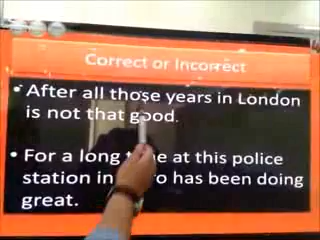 Correct or Incorrect
• After all those years in London
is not that good.
• For a long at this police
station in has been doing
great.